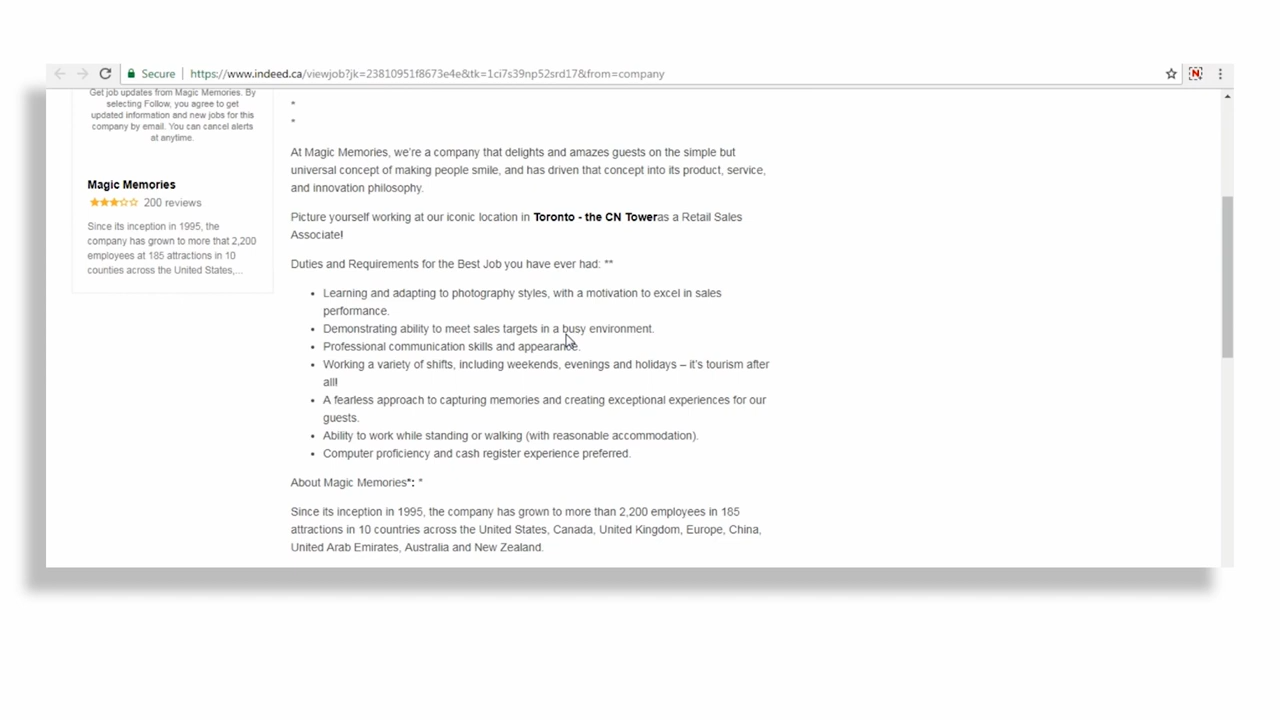 Secure
https://www.indeed.ca/viewjob?jk=23810951f8673e4e&tk=1ci7s39np52srd17&from=company
N
Get job updates from Magic Memories. By
selecting Follow, you agree to get
updated information and new jobs for this
company by email. You can cancel alerts
at anytime.
Magic Memories
200 reviews
Since its inception in 1995, the
company has grown to more that 2,200
employees at 185 attractions in 10
counties across the United States,...
*
*
At Magic Memories, we're a company that delights and amazes guests on the simple but
universal concept of making people smile, and has driven that concept into its product, service,
and innovation philosophy.
Picture yourself working at our iconic location in Toronto - the CN Toweras a Retail Sales
Associate!
Duties and Requirements for the Best Job you have ever had: **
• Learning and adapting to photography styles, with a motivation to excel in sales
performance.
• Demonstrating ability to meet sales targets in a busy environment.
• Professional communication skills and appearance.
• Working a variety of shifts, including weekends, evenings and holidays – it's tourism after
all!
• A fearless approach to capturing memories and creating exceptional experiences for our
guests.
• Ability to work while standing or walking (with reasonable accommodation).
• Computer proficiency and cash register experience preferred.
About Magic Memories*: *
Since its inception in 1995, the company has grown to more than 2,200 employees in 185
attractions in 10 countries across the United States, Canada, United Kingdom, Europe, China,
United Arab Emirates, Australia and New Zealand.